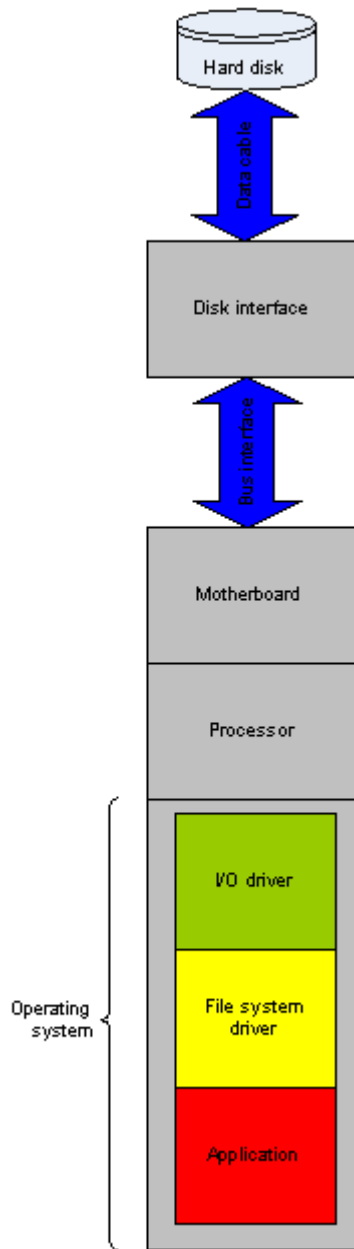 Hard disk
Data cable
Disk interface
Bus interface
Motherboard
Processor
I/O driver
Operating
system
File system
driver
Application